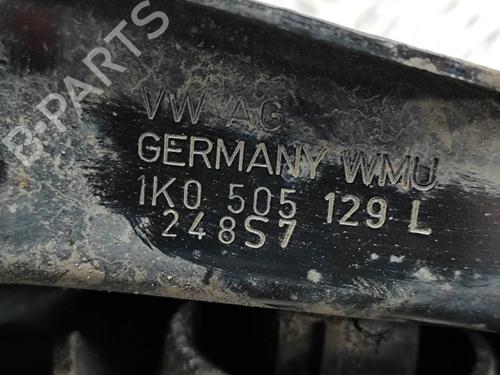 B-PARTS
VW AG
GERMANY WMU
1K0 505 129 L
248S7